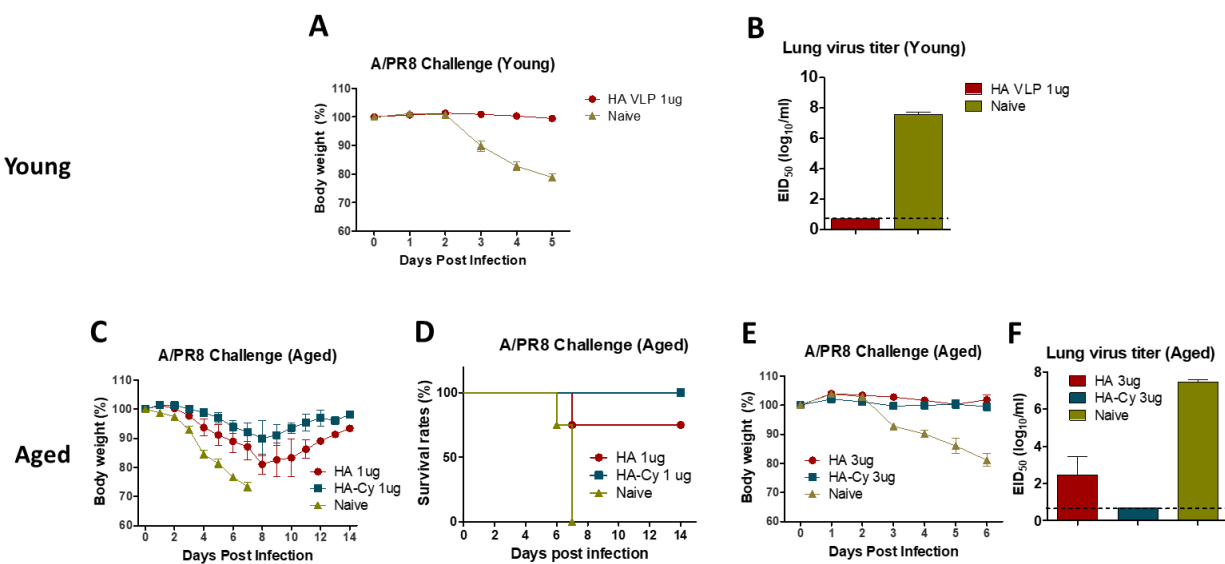 A
A/PR8 Challenge (Young)
110
100
90
80
70
60
Body weight (%)
0 1 2 3 4 5
Days Post Infection
HA VLP 1ug
Naive
B
Lung virus titer (Young)
10
8
6
4
2
0
EID50 (log10/ml)
HA VLP 1ug
Naive
Young
C
A/PR8 Challenge (Aged)
110
100
90
80
70
60
Body weight (%)
0 2 4 6 8 10 12 14
Days Post Infection
HA 1ug
HA-Cy 1ug
Naive
D
A/PR8 Challenge (Aged)
100
50
0
Survival rates (%)
0 2 4 6 8 10 12 14
Days post infection
HA 1ug
HA-Cy 1 ug
Naive
E
A/PR8 Challenge (Aged)
110
100
90
80
70
60
Body weight (%)
0 1 2 3 4 5 6
Days Post Infection
HA 3ug
HA-Cy 3ug
Naive
F
Lung virus titer (Aged)
8
6
4
2
0
EID50 (log10/ml)
HA 3ug
HA-Cy 3ug
Naive
Aged